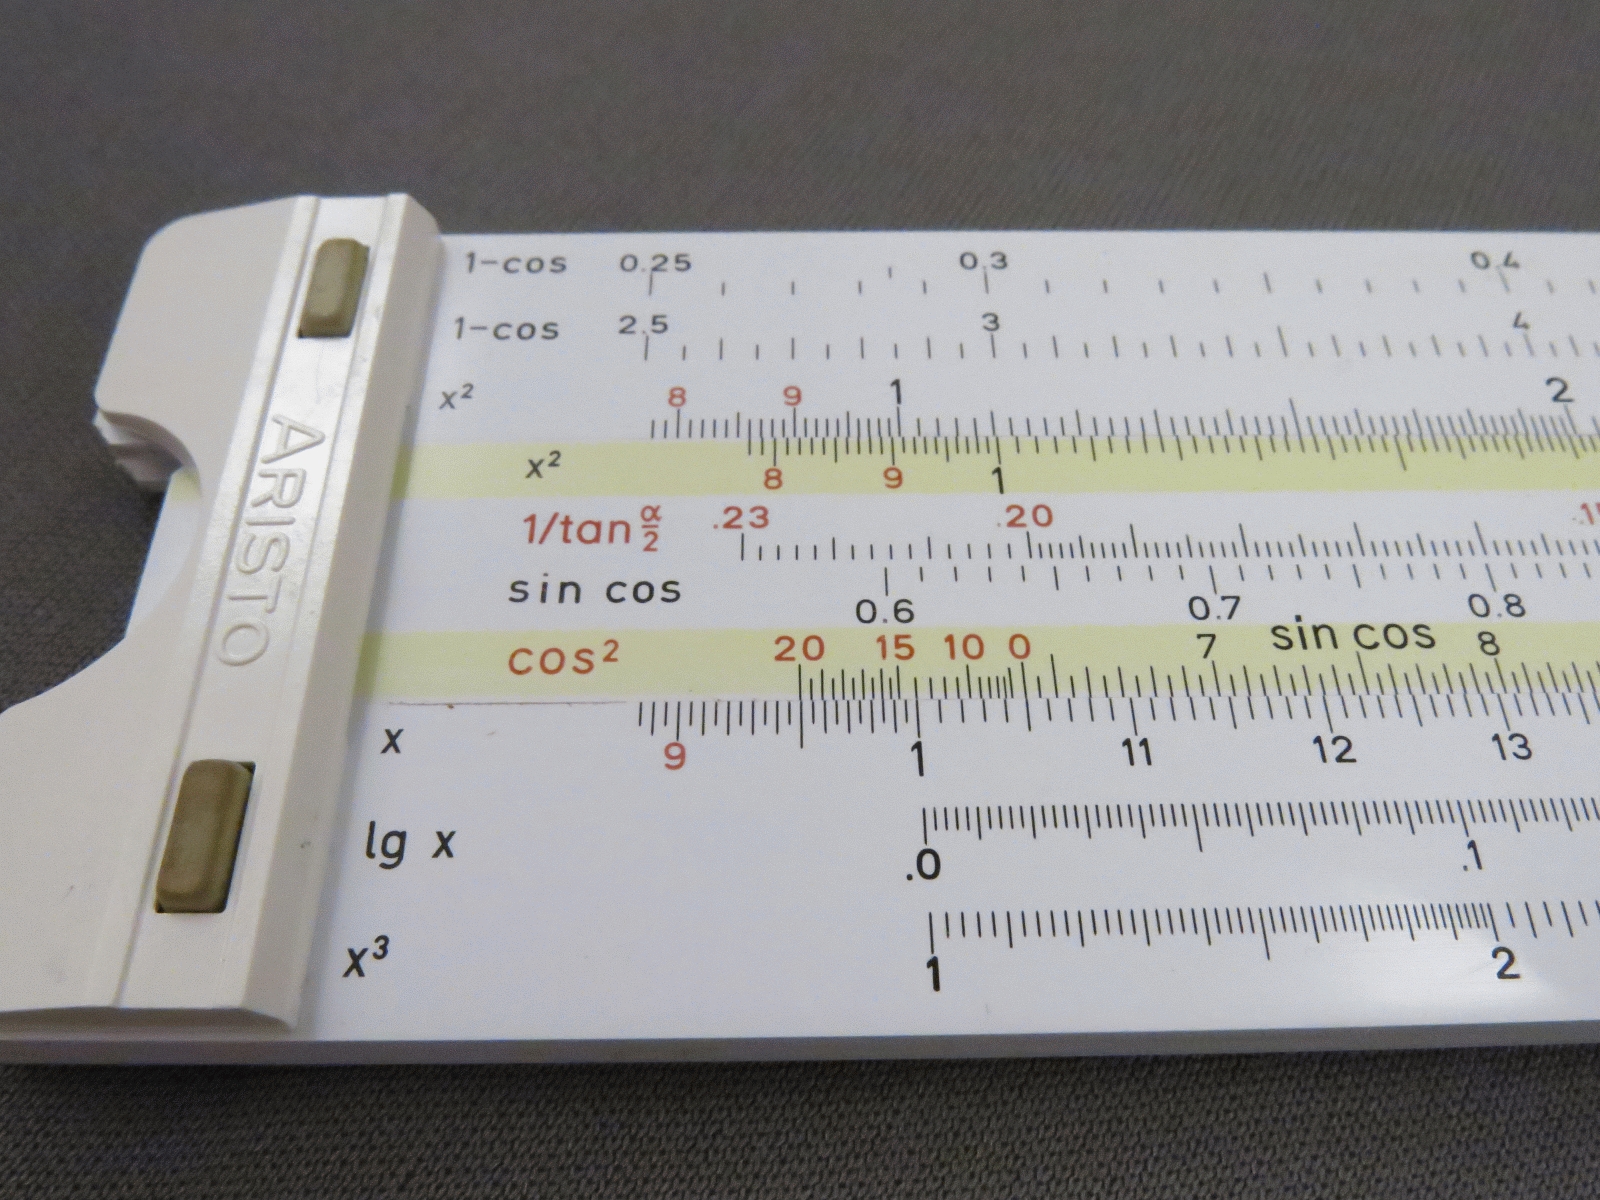 ARISTO
1-cos 0.25 0.3 0.4
1-cos 2.5 3 4
x² 8 9 1 2
x² 8 9 1
1/tan α/2 .23 .20
sin cos 0.6 0.7 0.8
cos² 20 15 10 0 7 sin cos 8
x 9 1 11 12 13
lg x .0 .1
x³ 1 2